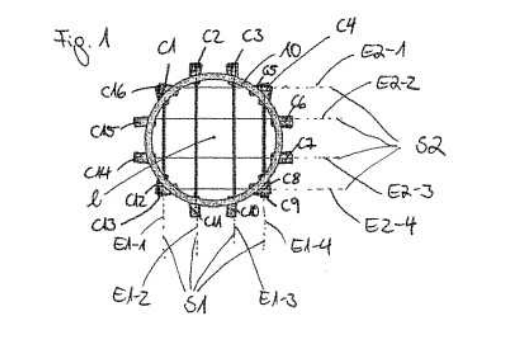 Fig. 1
C1
C2
C3
10
C5
C4
E2-1
E2-2
C16
C6
C15
S2
C7
C14
C8
E2-3
C12
l
C9
C13
C11
C10
E2-4
E1-1
E1-4
E1-2
S1
E1-3